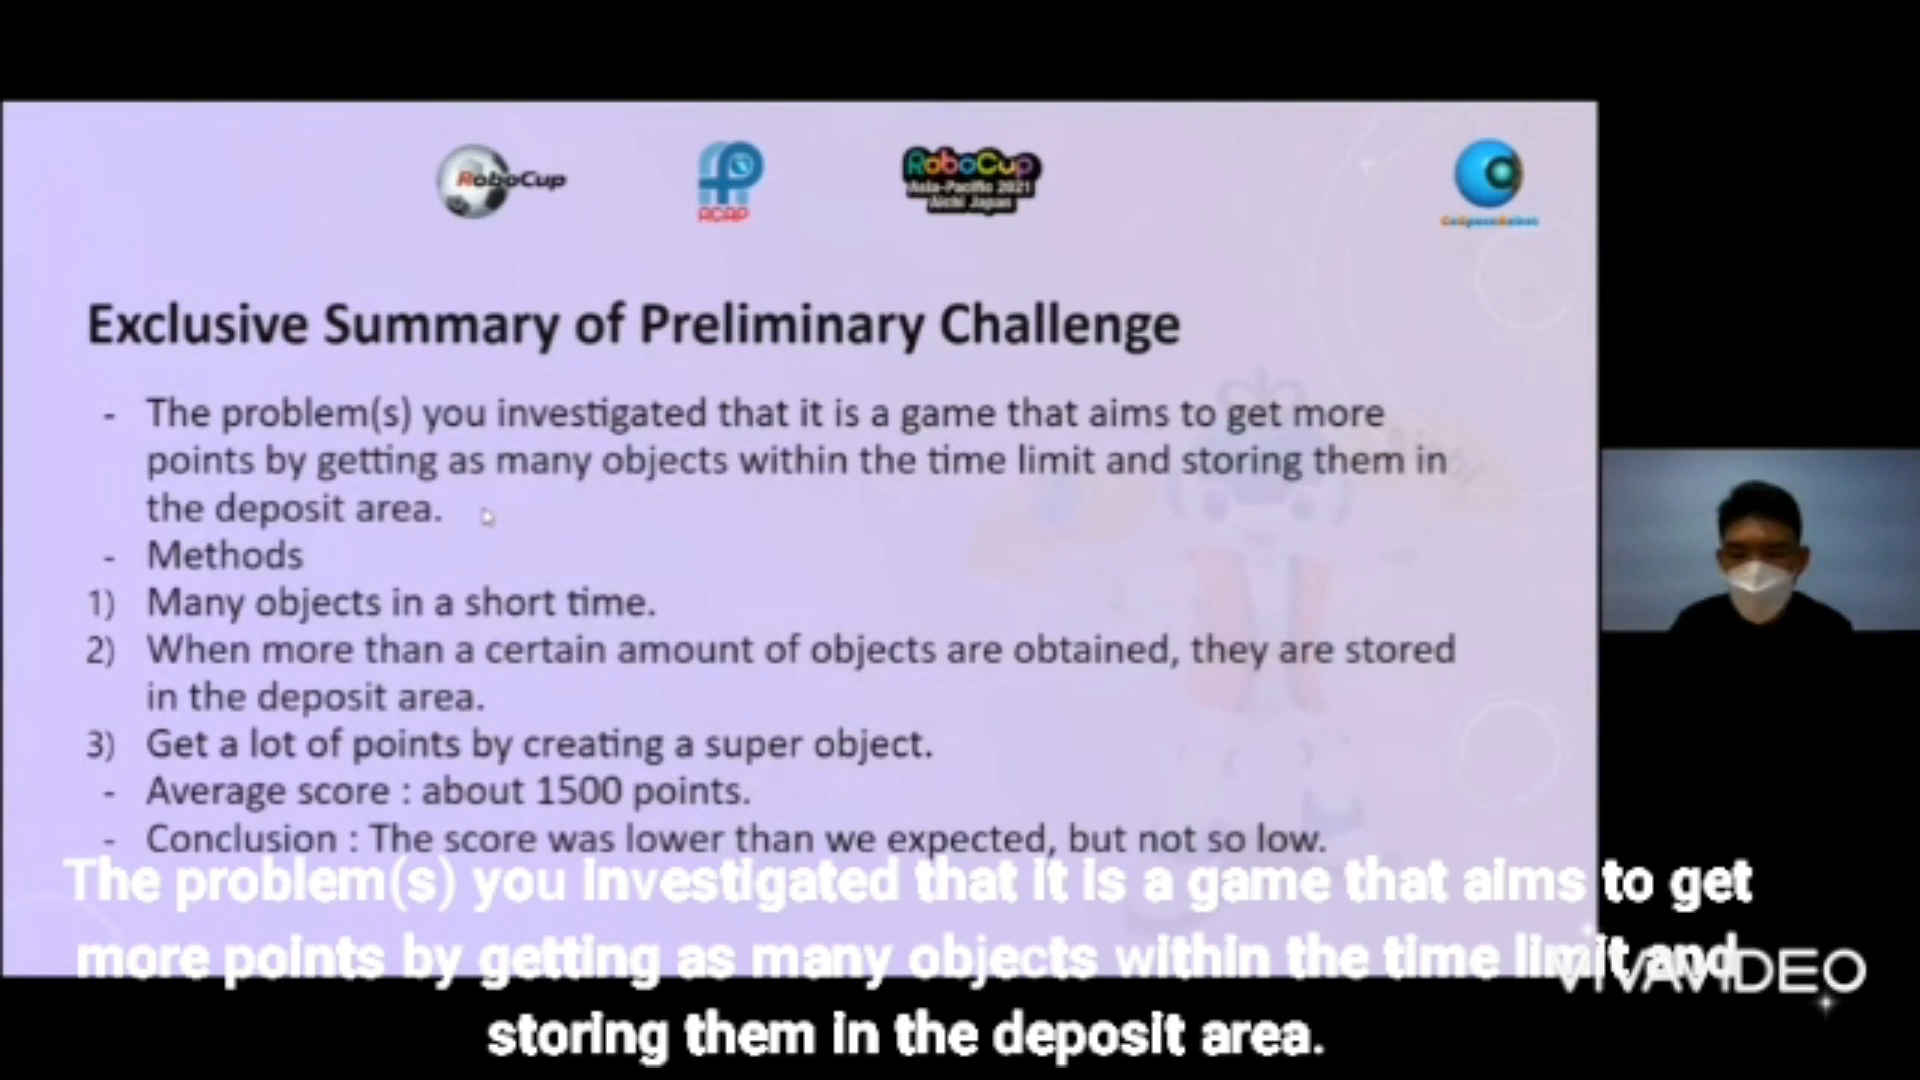 RoboCup
RCAP
RoboCup
Asia-Pacific 2021
Aichi Japan
CoSpaceRobot
Exclusive Summary of Preliminary Challenge
- The problem(s) you investigated that it is a game that aims to get more
points by getting as many objects within the time limit and storing them in
the deposit area.
- Methods
1) Many objects in a short time.
2) When more than a certain amount of objects are obtained, they are stored
in the deposit area.
3) Get a lot of points by creating a super object.
- Average score : about 1500 points.
- Conclusion : The score was lower than we expected, but not so low.
The problem(s) you investigated that it is a game that aims to get
more points by getting as many objects within the time limit and
storing them in the deposit area.
VIVAVIDEO